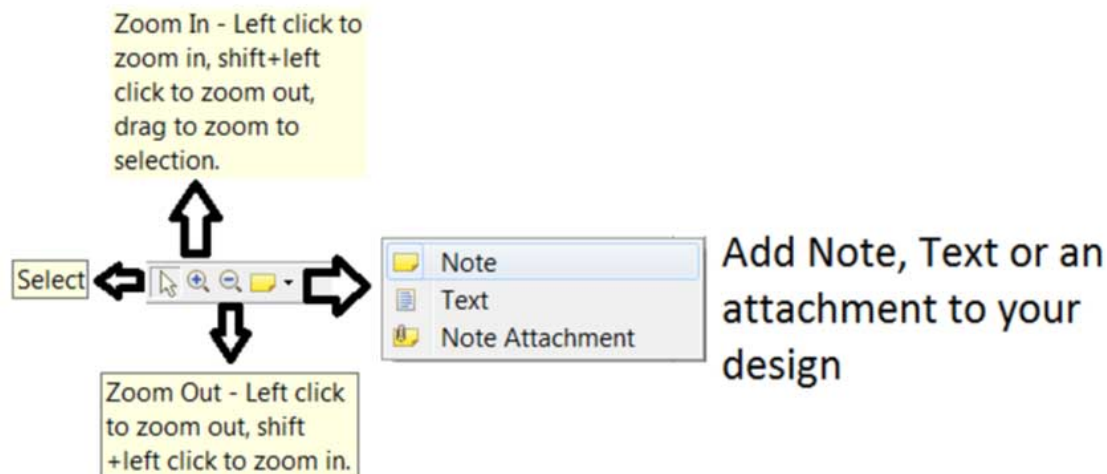 Zoom In - Left click to
zoom in, shift+left
click to zoom out,
drag to zoom to
selection.
Select
Note
Text
Note Attachment
Add Note, Text or an
attachment to your
design
Zoom Out - Left click
to zoom out, shift
+left click to zoom in.